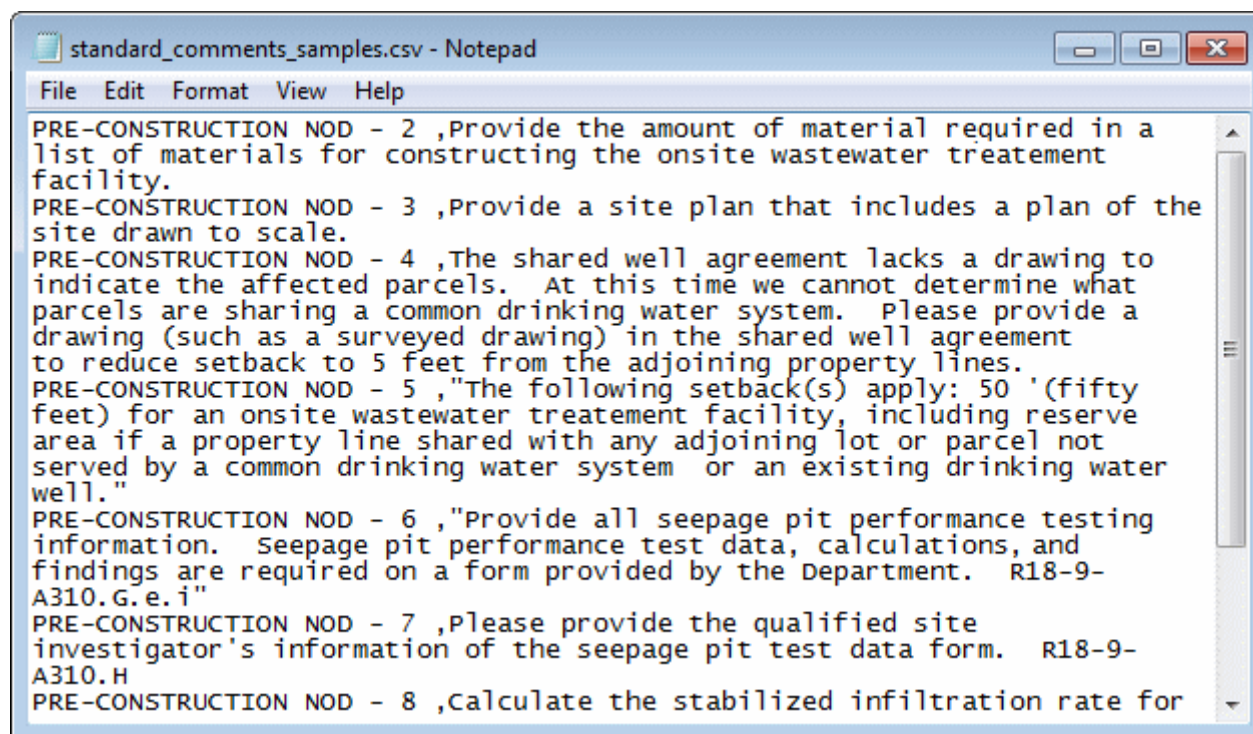 standard_comments_samples.csv - Notepad
File Edit Format View Help
PRE-CONSTRUCTION NOD - 2 ,Provide the amount of material required in a
list of materials for constructing the onsite wastewater treatement
facility.
PRE-CONSTRUCTION NOD - 3 ,Provide a site plan that includes a plan of the
site drawn to scale.
PRE-CONSTRUCTION NOD - 4 ,The shared well agreement lacks a drawing to
indicate the affected parcels.  At this time we cannot determine what
parcels are sharing a common drinking water system.  Please provide a
drawing (such as a surveyed drawing) in the shared well agreement
to reduce setback to 5 feet from the adjoining property lines.
PRE-CONSTRUCTION NOD - 5 ,"The following setback(s) apply: 50 '(fifty
feet) for an onsite wastewater treatement facility, including reserve
area if a property line shared with any adjoining lot or parcel not
served by a common drinking water system  or an existing drinking water
well."
PRE-CONSTRUCTION NOD - 6 ,"Provide all seepage pit performance testing
information.  Seepage pit performance test data, calculations, and
findings are required on a form provided by the Department.  R18-9-
A310.G.e.i"
PRE-CONSTRUCTION NOD - 7 ,Please provide the qualified site
investigator's information of the seepage pit test data form.  R18-9-
A310.H
PRE-CONSTRUCTION NOD - 8 ,Calculate the stabilized infiltration rate for